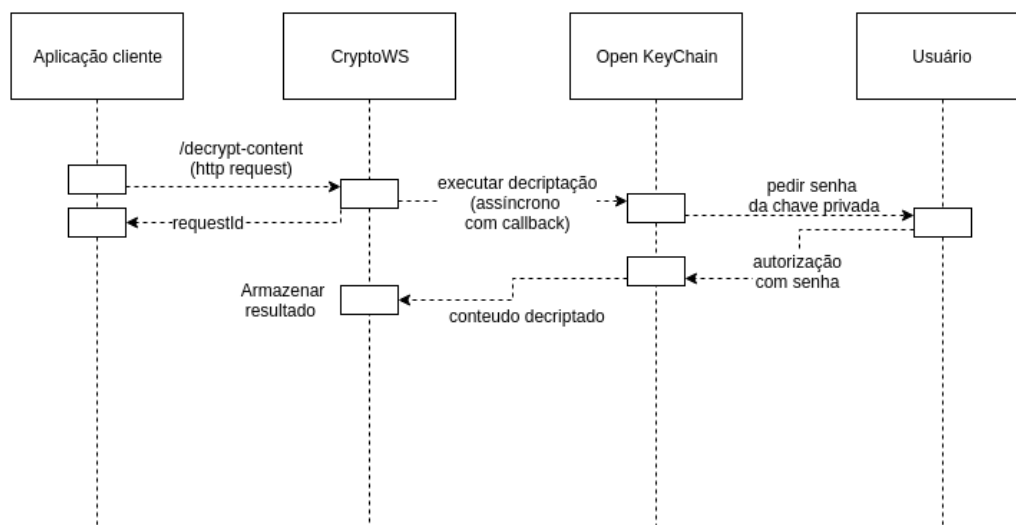 Aplicação cliente
CryptoWS
Open KeyChain
Usuário
/decrypt-content
(http request)
executar decriptação
(assíncrono
com callback)
pedir senha
da chave privada
requestId
autorização
com senha
Armazenar
resultado
conteudo decriptado